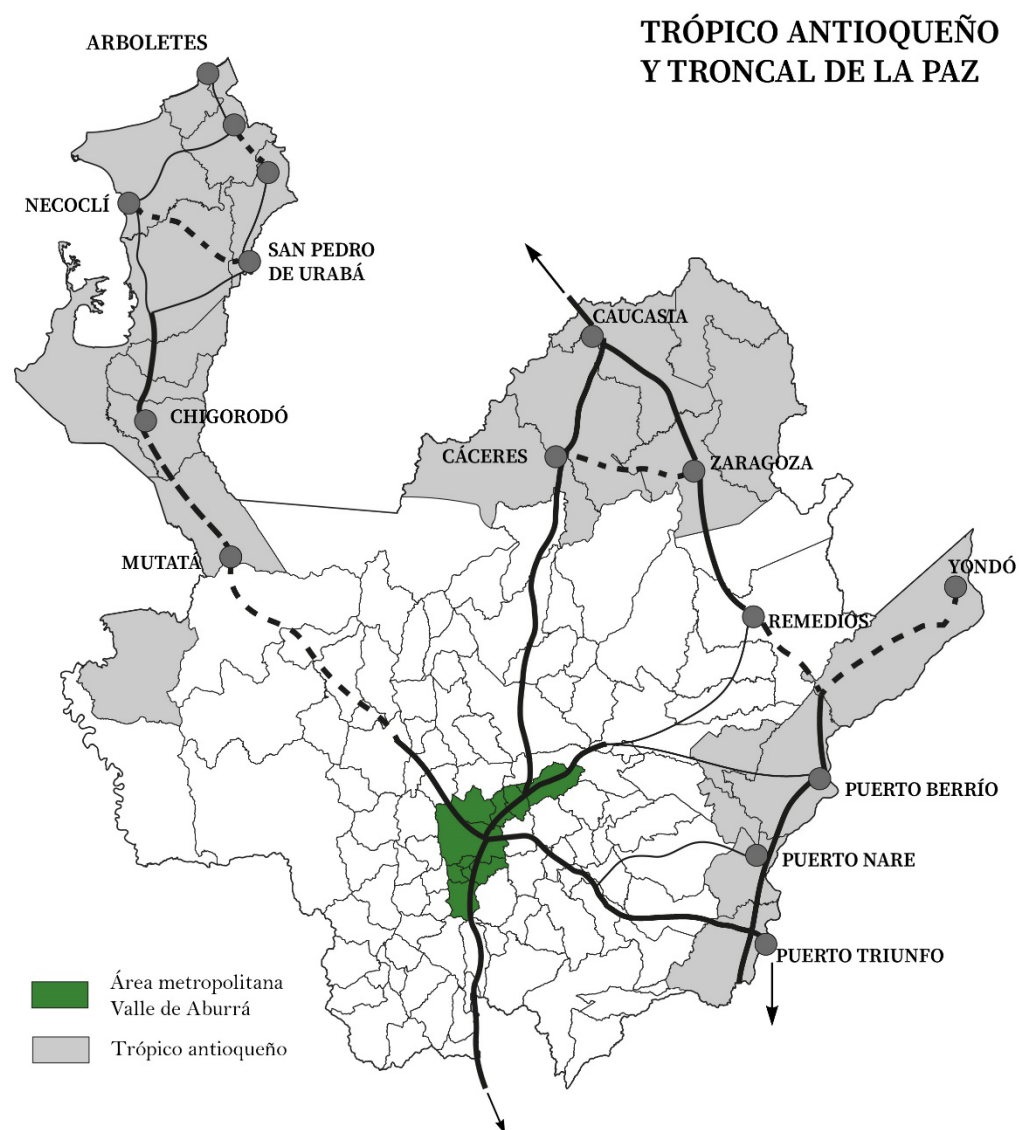 TRÓPICO ANTIOQUEÑO
Y TRONCAL DE LA PAZ
ARBOLETES
NECOCLÍ
SAN PEDRO
DE URABÁ
CAUCASIA
CHIGORODÓ
CÁCERES
ZARAGOZA
MUTATÁ
YONDÓ
REMEDIOS
PUERTO BERRÍO
PUERTO NARE
PUERTO TRIUNFO
Área metropolitana
Valle de Aburrá
Trópico antioqueño